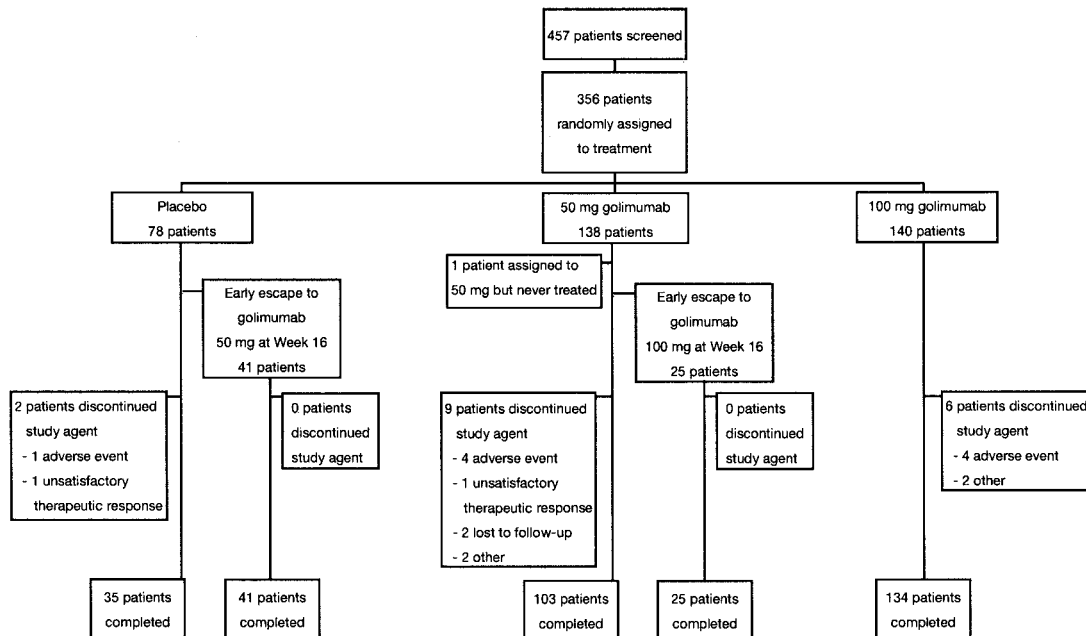 457 patients screened
356 patients
randomly assigned
to treatment
Placebo
78 patients
50 mg golimumab
138 patients
100 mg golimumab
140 patients
1 patient assigned to
50 mg but never treated
Early escape to
golimumab
50 mg at Week 16
41 patients
Early escape to
golimumab
100 mg at Week 16
25 patients
2 patients discontinued
study agent
- 1 adverse event
- 1 unsatisfactory
therapeutic response
0 patients
discontinued
study agent
9 patients discontinued
study agent
- 4 adverse event
- 1 unsatisfactory
therapeutic response
- 2 lost to follow-up
- 2 other
0 patients
discontinued
study agent
6 patients discontinued
study agent
- 4 adverse event
- 2 other
35 patients
completed
41 patients
completed
103 patients
completed
25 patients
completed
134 patients
completed